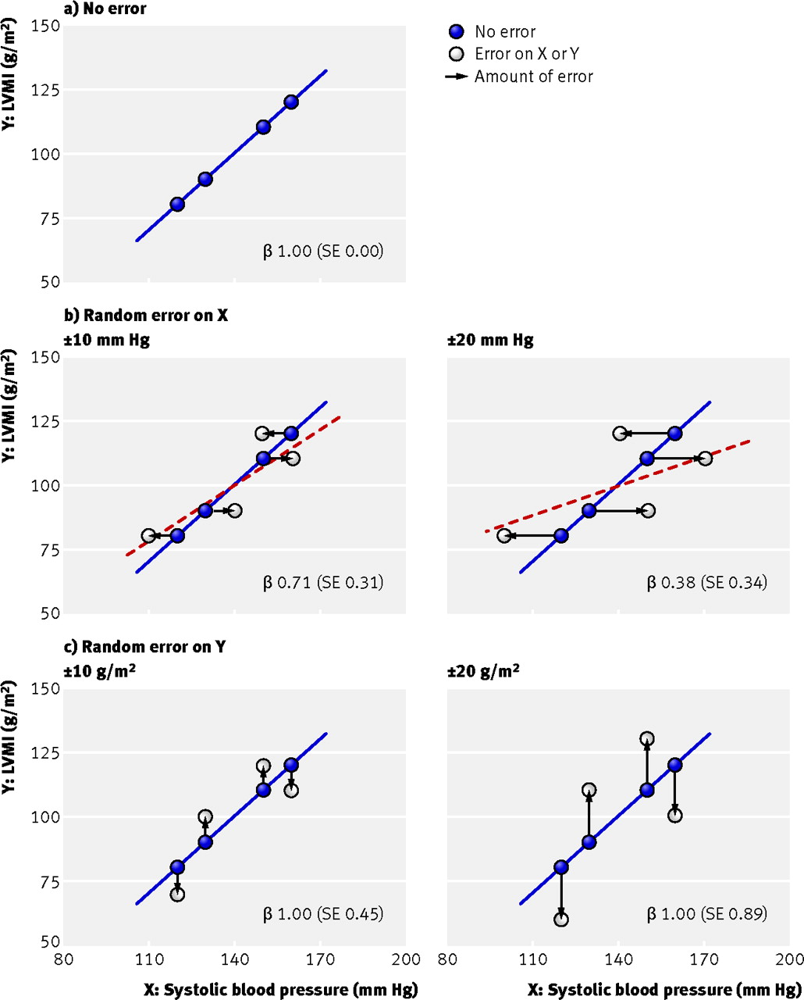 a) No error
Y: LVMI (g/m²)
150
125
100
75
50
β 1.00 (SE 0.00)
No error
Error on X or Y
Amount of error
b) Random error on X
±10 mm Hg
Y: LVMI (g/m²)
150
125
100
75
50
β 0.71 (SE 0.31)
±20 mm Hg
β 0.38 (SE 0.34)
c) Random error on Y
±10 g/m²
Y: LVMI (g/m²)
150
125
100
75
50
β 1.00 (SE 0.45)
80 110 140 170 200
X: Systolic blood pressure (mm Hg)
±20 g/m²
β 1.00 (SE 0.89)
80 110 140 170 200
X: Systolic blood pressure (mm Hg)